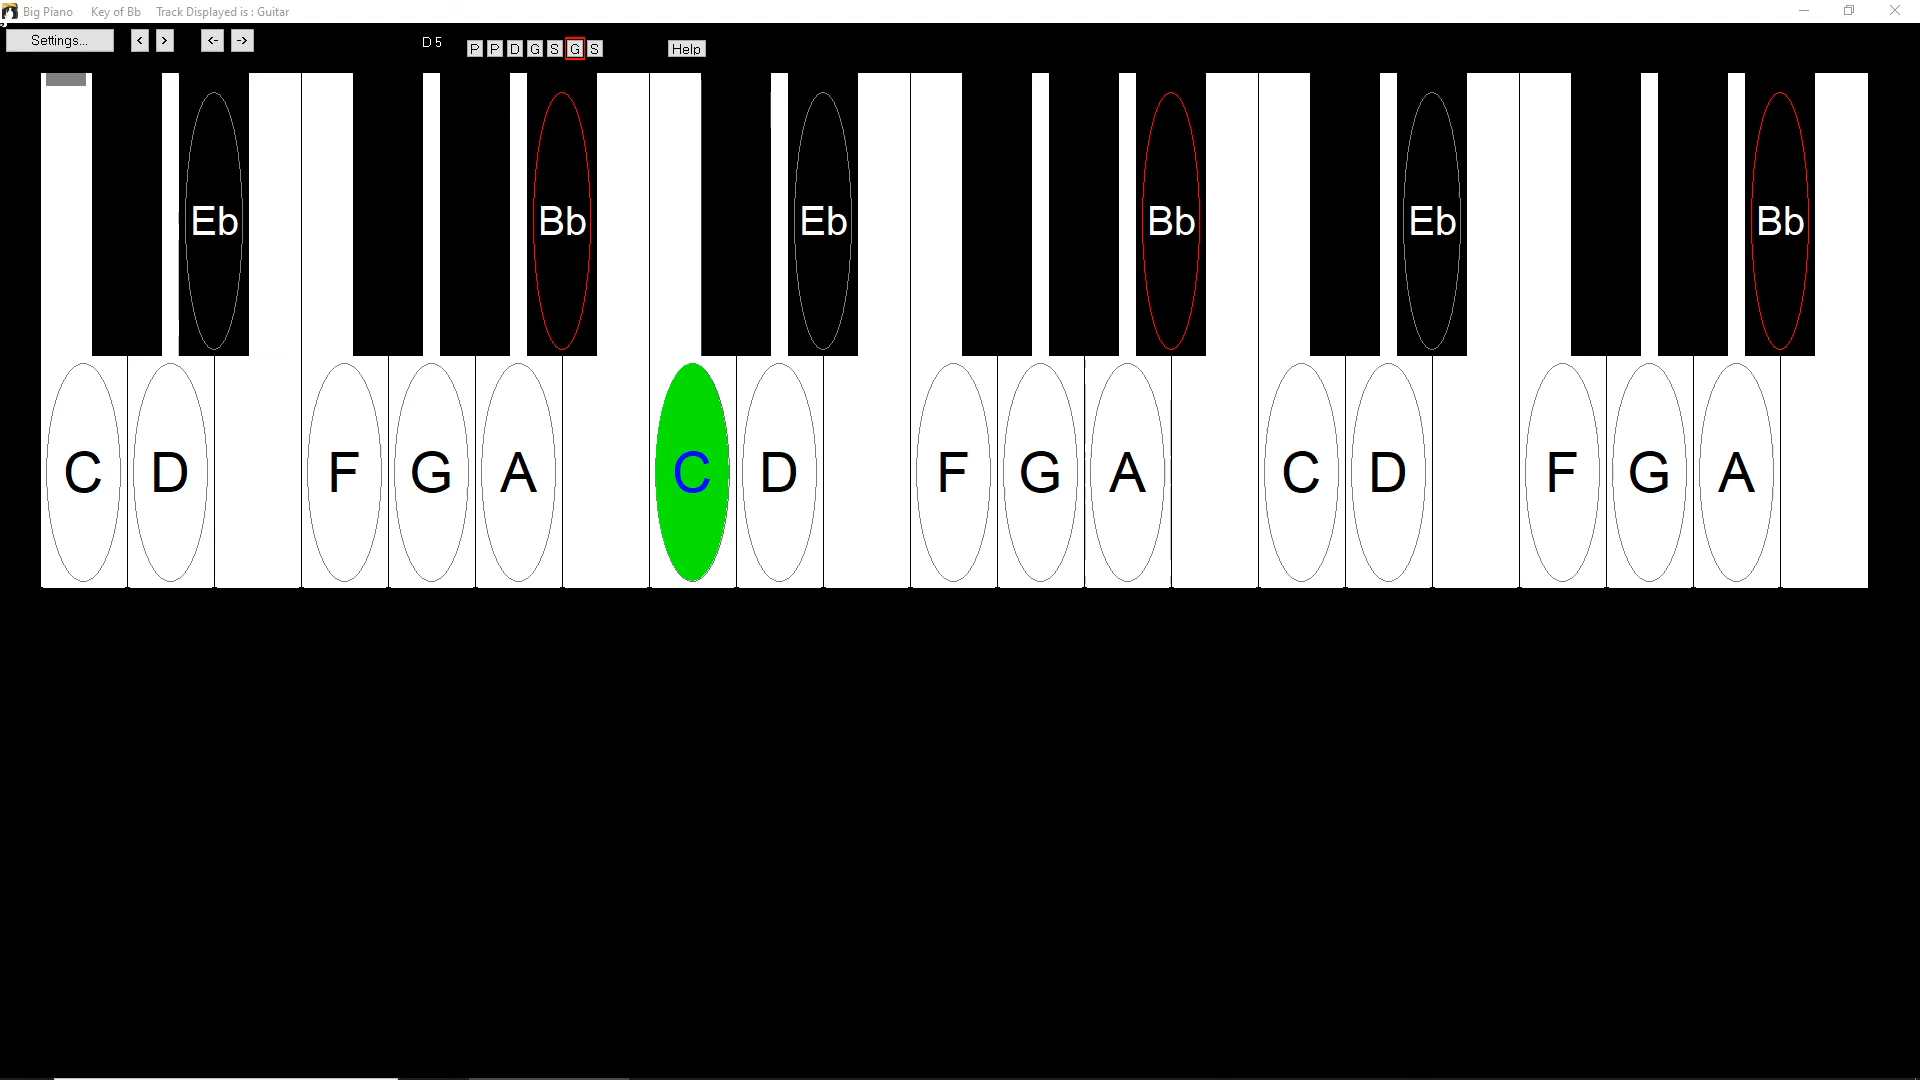 Big Piano Key of Bb Track Displayed is : Guitar
Settings... < > <- -> D 5 P P D G S G S Help
Eb Bb Eb Bb Eb Bb
C D F G A C D F G A C D F G A